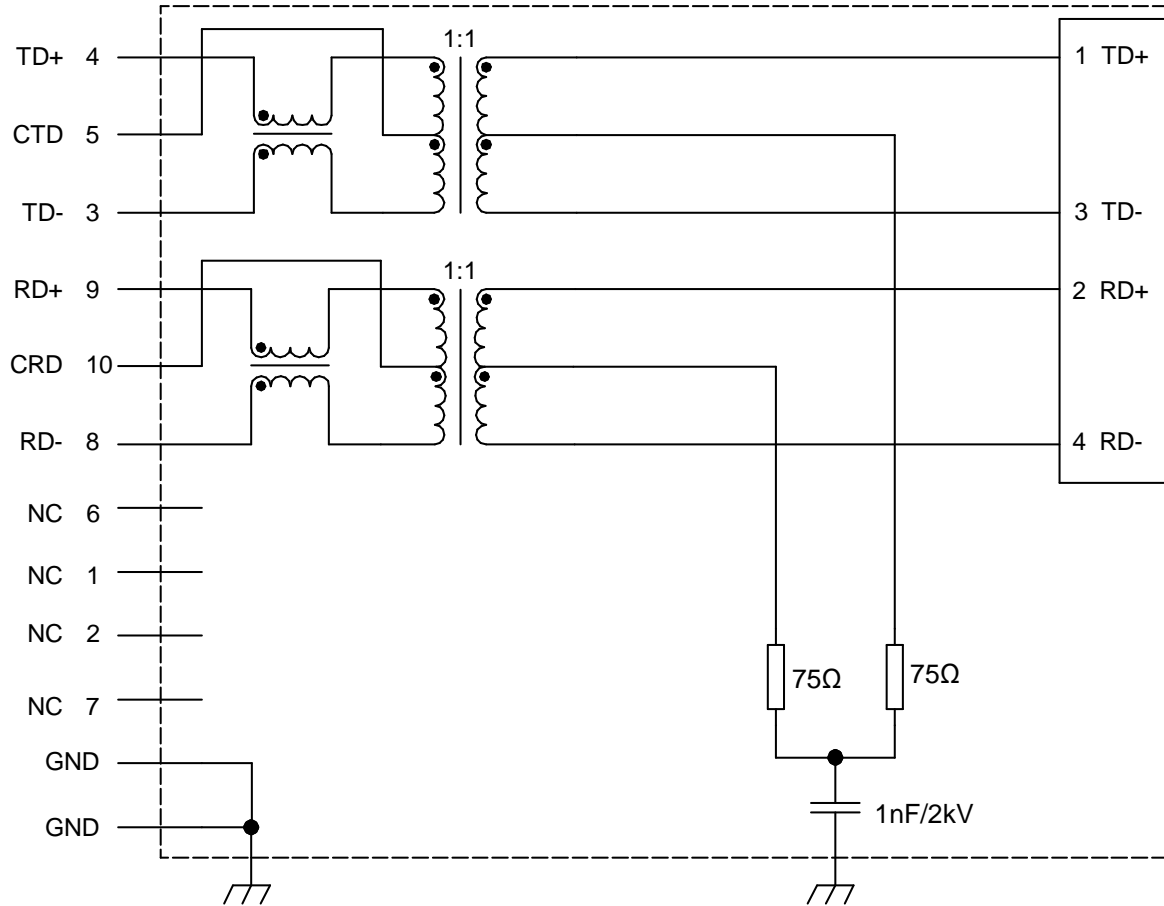 1:1
TD+ 4
1 TD+
CTD 5
TD- 3
3 TD-
1:1
RD+ 9
2 RD+
CRD 10
RD- 8
4 RD-
NC 6
NC 1
NC 2
75Ω
75Ω
NC 7
GND
1nF/2kV
GND